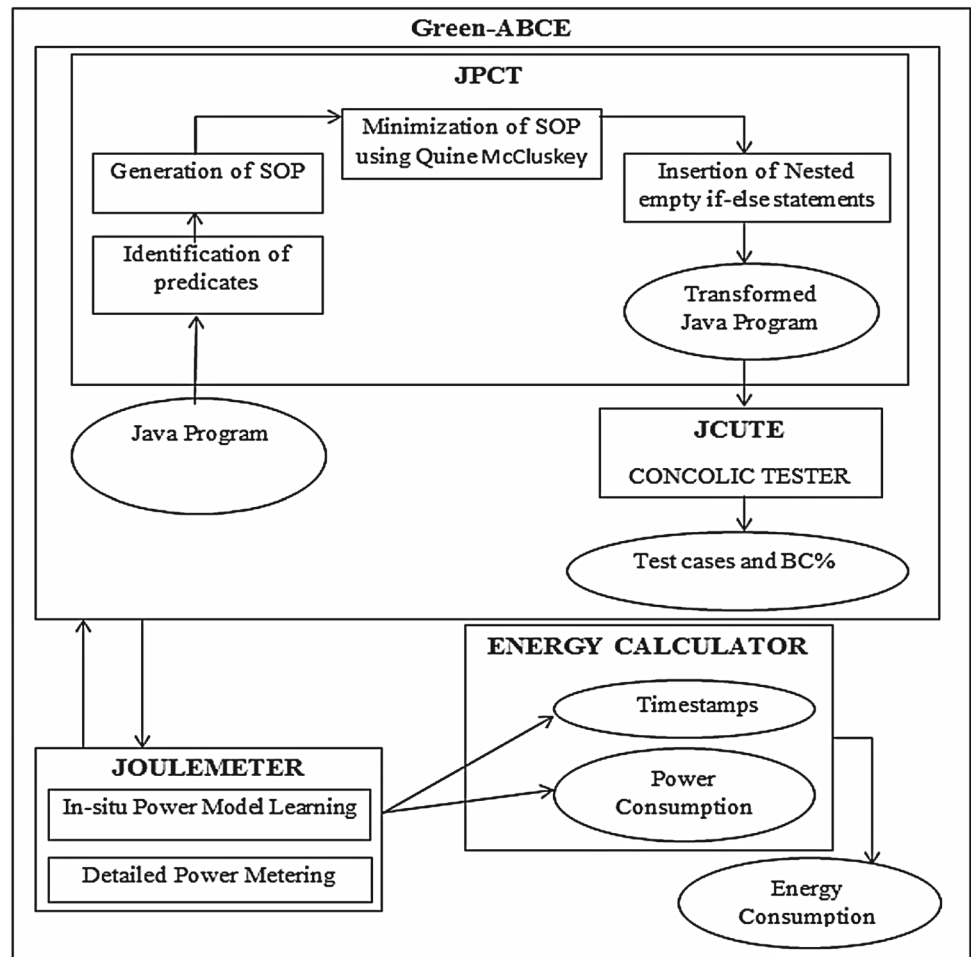 Green-ABCE
JPCT
Minimization of SOP
using Quine McCluskey
Generation of SOP
Insertion of Nested
empty if-else statements
Identification of
predicates
Transformed
Java Program
Java Program
JCUTE
CONCOLIC TESTER
Test cases and BC%
ENERGY CALCULATOR
Timestamps
Power
Consumption
JOULEMETER
In-situ Power Model Learning
Detailed Power Metering
Energy
Consumption